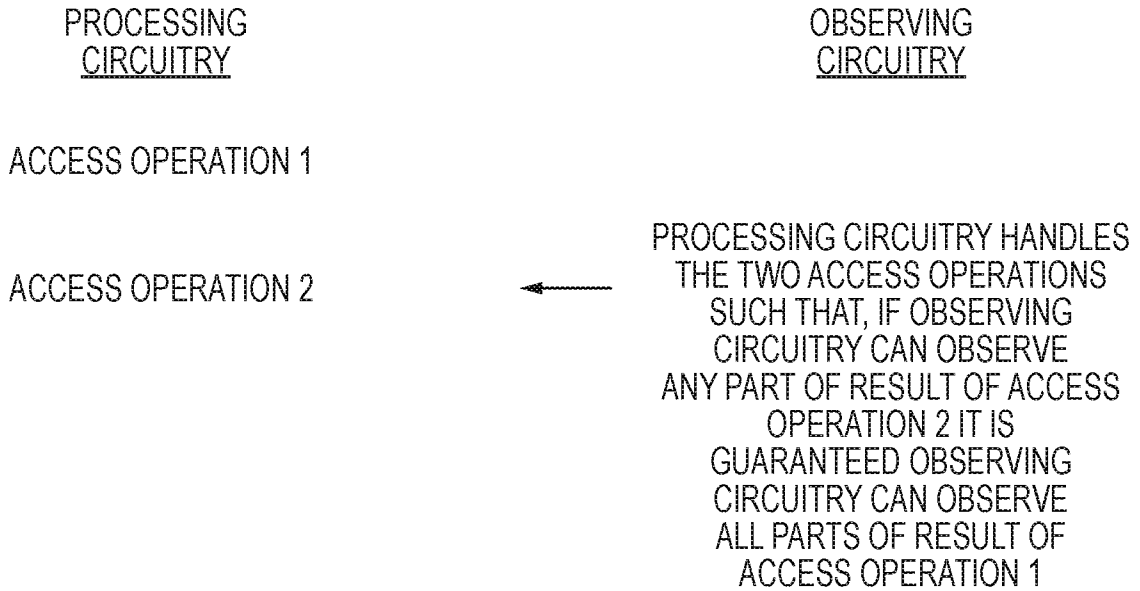 PROCESSING
CIRCUITRY
OBSERVING
CIRCUITRY
ACCESS OPERATION 1
ACCESS OPERATION 2
PROCESSING CIRCUITRY HANDLES
THE TWO ACCESS OPERATIONS
SUCH THAT, IF OBSERVING
CIRCUITRY CAN OBSERVE
ANY PART OF RESULT OF ACCESS
OPERATION 2 IT IS
GUARANTEED OBSERVING
CIRCUITRY CAN OBSERVE
ALL PARTS OF RESULT OF
ACCESS OPERATION 1